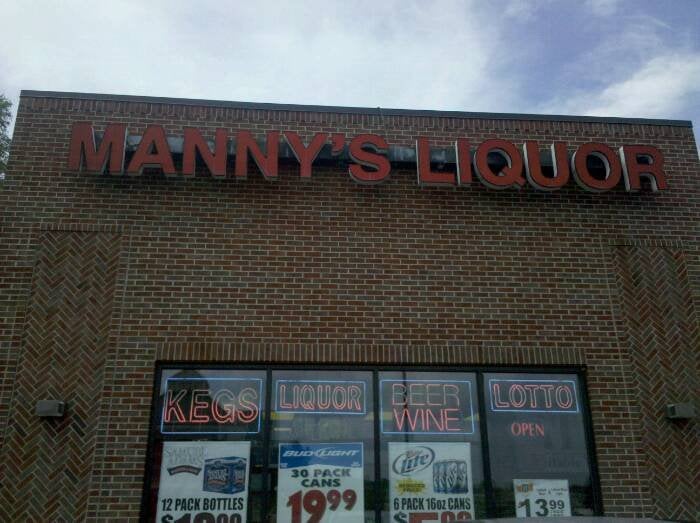 MANNY'S LIQUOR
KEGS
LIQUOR
BEER
WINE
LOTTO
OPEN
12 PACK BOTTLES
BUD LIGHT
30 PACK
CANS
19 99
Lite
6 PACK 16oz CANS
$
13 99